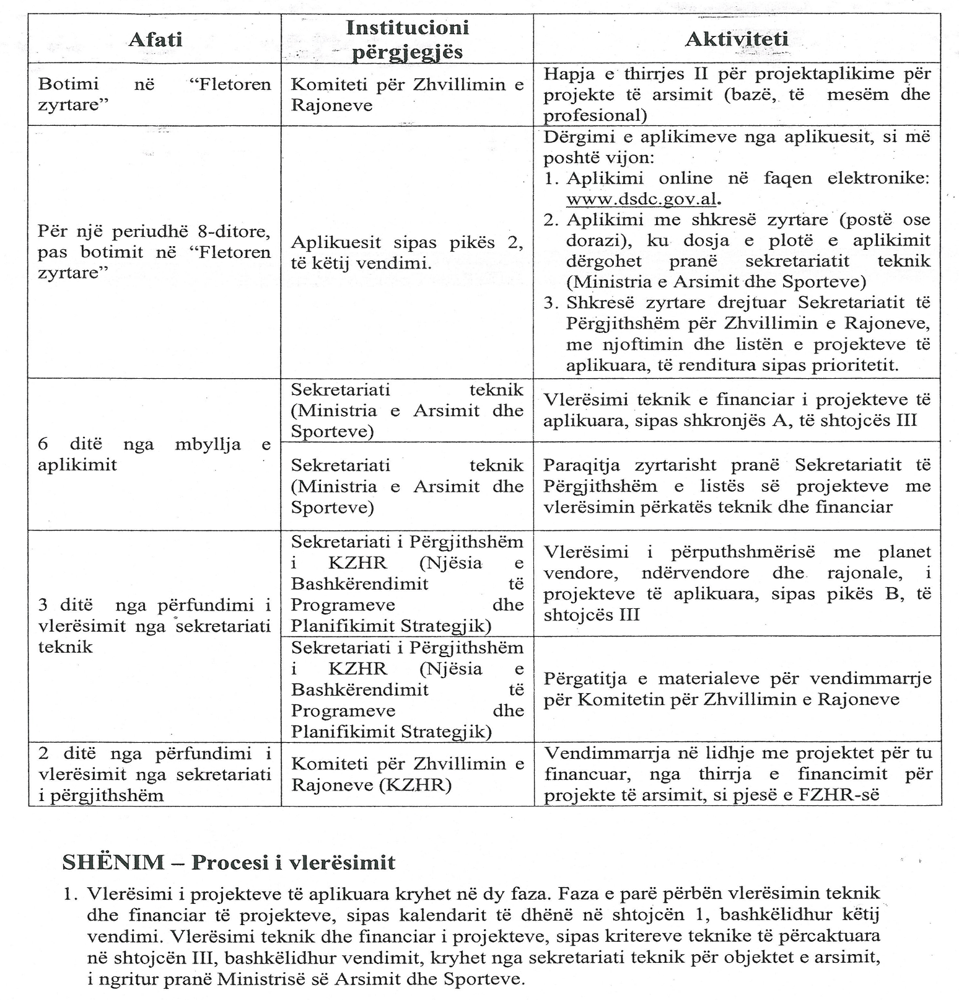 Afati
Institucioni
përgjegjës
Aktiviteti
Botimi në “Fletoren
zyrtare”
Komiteti për Zhvillimin e
Rajoneve
Hapja e thirrjes II për projektaplikime për
projekte të arsimit (bazë, të mesëm dhe
profesional)
Për një periudhë 8-ditore,
pas botimit në “Fletoren
zyrtare”
Aplikuesit sipas pikës 2,
të këtij vendimi.
Dërgimi e aplikimeve nga aplikuesit, si më
poshtë vijon:
1. Aplikimi online në faqen elektronike:
www.dsdc.gov.al.
2. Aplikimi me shkresë zyrtare (postë ose
dorazi), ku dosja e plotë e aplikimit
dërgohet pranë sekretariatit teknik
(Ministria e Arsimit dhe Sporteve)
3. Shkresë zyrtare drejtuar Sekretariatit të
Përgjithshëm për Zhvillimin e Rajoneve,
me njoftimin dhe listën e projekteve të
aplikuara, të renditura sipas prioritetit.
6 ditë nga mbyllja e
aplikimit
Sekretariati teknik
(Ministria e Arsimit dhe
Sporteve)
Vlerësimi teknik e financiar i projekteve të
aplikuara, sipas shkronjës A, të shtojcës III
Sekretariati teknik
(Ministria e Arsimit dhe
Sporteve)
Paraqitja zyrtarisht pranë Sekretariatit të
Përgjithshëm e listës së projekteve me
vlerësimin përkatës teknik dhe financiar
3 ditë nga përfundimi i
vlerësimit nga sekretariati
teknik
Sekretariati i Përgjithshëm
i KZHR (Njësia e
Bashkërendimit të
Programeve dhe
Planifikimit Strategjik)
Vlerësimi i përputhshmërisë me planet
vendore, ndërvendore dhe rajonale, i
projekteve të aplikuara, sipas pikës B, të
shtojcës III
Sekretariati i Përgjithshëm
i KZHR (Njësia e
Bashkërendimit të
Programeve dhe
Planifikimit Strategjik)
Përgatitja e materialeve për vendimmarrje
për Komitetin për Zhvillimin e Rajoneve
2 ditë nga përfundimi i
vlerësimit nga sekretariati
i përgjithshëm
Komiteti për Zhvillimin e
Rajoneve (KZHR)
Vendimmarrja në lidhje me projektet për tu
financuar, nga thirrja e financimit për
projekte të arsimit, si pjesë e FZHR-së
SHËNIM – Procesi i vlerësimit
1. Vlerësimi i projekteve të aplikuara kryhet në dy faza. Faza e parë përbën vlerësimin teknik
dhe financiar të projekteve, sipas kalendarit të dhënë në shtojcën 1, bashkëlidhur këtij
vendimi. Vlerësimi teknik dhe financiar i projekteve, sipas kritereve teknike të përcaktuara
në shtojcën III, bashkëlidhur vendimit, kryhet nga sekretariati teknik për objektet e arsimit,
i ngritur pranë Ministrisë së Arsimit dhe Sporteve.